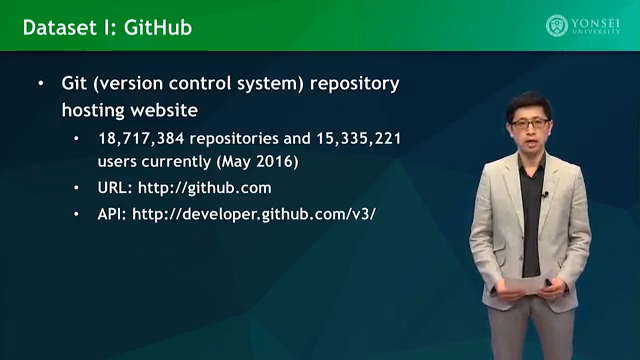 Dataset I: GitHub
YONSEI
UNIVERSITY
• Git (version control system) repository
hosting website
• 18,717,384 repositories and 15,335,221
users currently (May 2016)
• URL: http://github.com
• API: http://developer.github.com/v3/